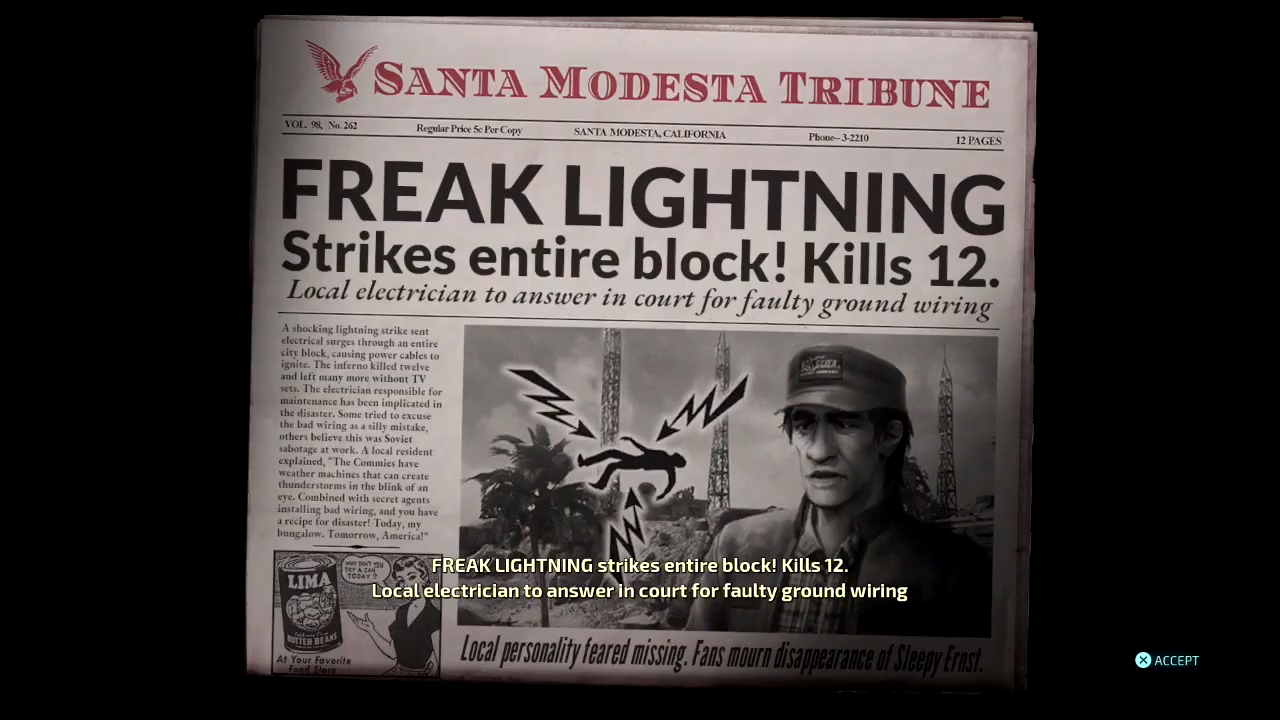 SANTA MODESTA TRIBUNE
VOL. 98, No. 262 Regular Price 5c Per Copy SANTA MODESTA, CALIFORNIA Phone–3-2210 12 PAGES
FREAK LIGHTNING
Strikes entire block! Kills 12.
Local electrician to answer in court for faulty ground wiring
A shocking lightning strike sent
electrical surges through an entire
city block, causing power cables to
ignite. The inferno killed twelve
and left many more without TV
sets. The electrician responsible for
maintenance has been implicated in
the disaster. Some tried to excuse
the bad wiring as a silly mistake,
others believe this was Soviet
sabotage at work. A local resident
explained, "The Commies have
weather machines that can create
thunderstorms in the blink of an
eye. Combined with secret agents
installing bad wiring, and you have
a recipe for disaster! Today, my
bungalow. Tomorrow, America!"
WHY DON'T YOU
TRY A CAN
TODAY?
LIMA
BUTTER BEANS
At Your Favorite
Food Store
FREAK LIGHTNING strikes entire block! Kills 12.
Local electrician to answer in court for faulty ground wiring
Local personality feared missing. Fans mourn disappearance of Sleepy Ernst.
ACCEPT